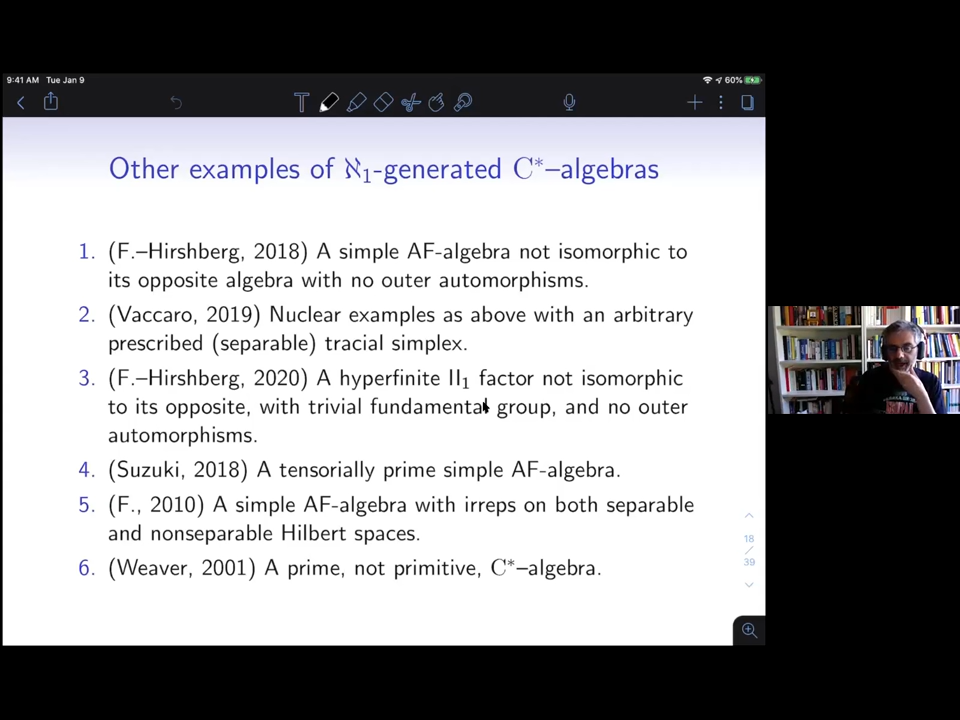 9:41 AM Tue Jan 9
60%
Other examples of ℵ₁-generated C*–algebras
1. (F.–Hirshberg, 2018) A simple AF-algebra not isomorphic to
its opposite algebra with no outer automorphisms.
2. (Vaccaro, 2019) Nuclear examples as above with an arbitrary
prescribed (separable) tracial simplex.
3. (F.–Hirshberg, 2020) A hyperfinite II₁ factor not isomorphic
to its opposite, with trivial fundamental group, and no outer
automorphisms.
4. (Suzuki, 2018) A tensorially prime simple AF-algebra.
5. (F., 2010) A simple AF-algebra with irreps on both separable
and nonseparable Hilbert spaces.
6. (Weaver, 2001) A prime, not primitive, C*–algebra.
18
/
39